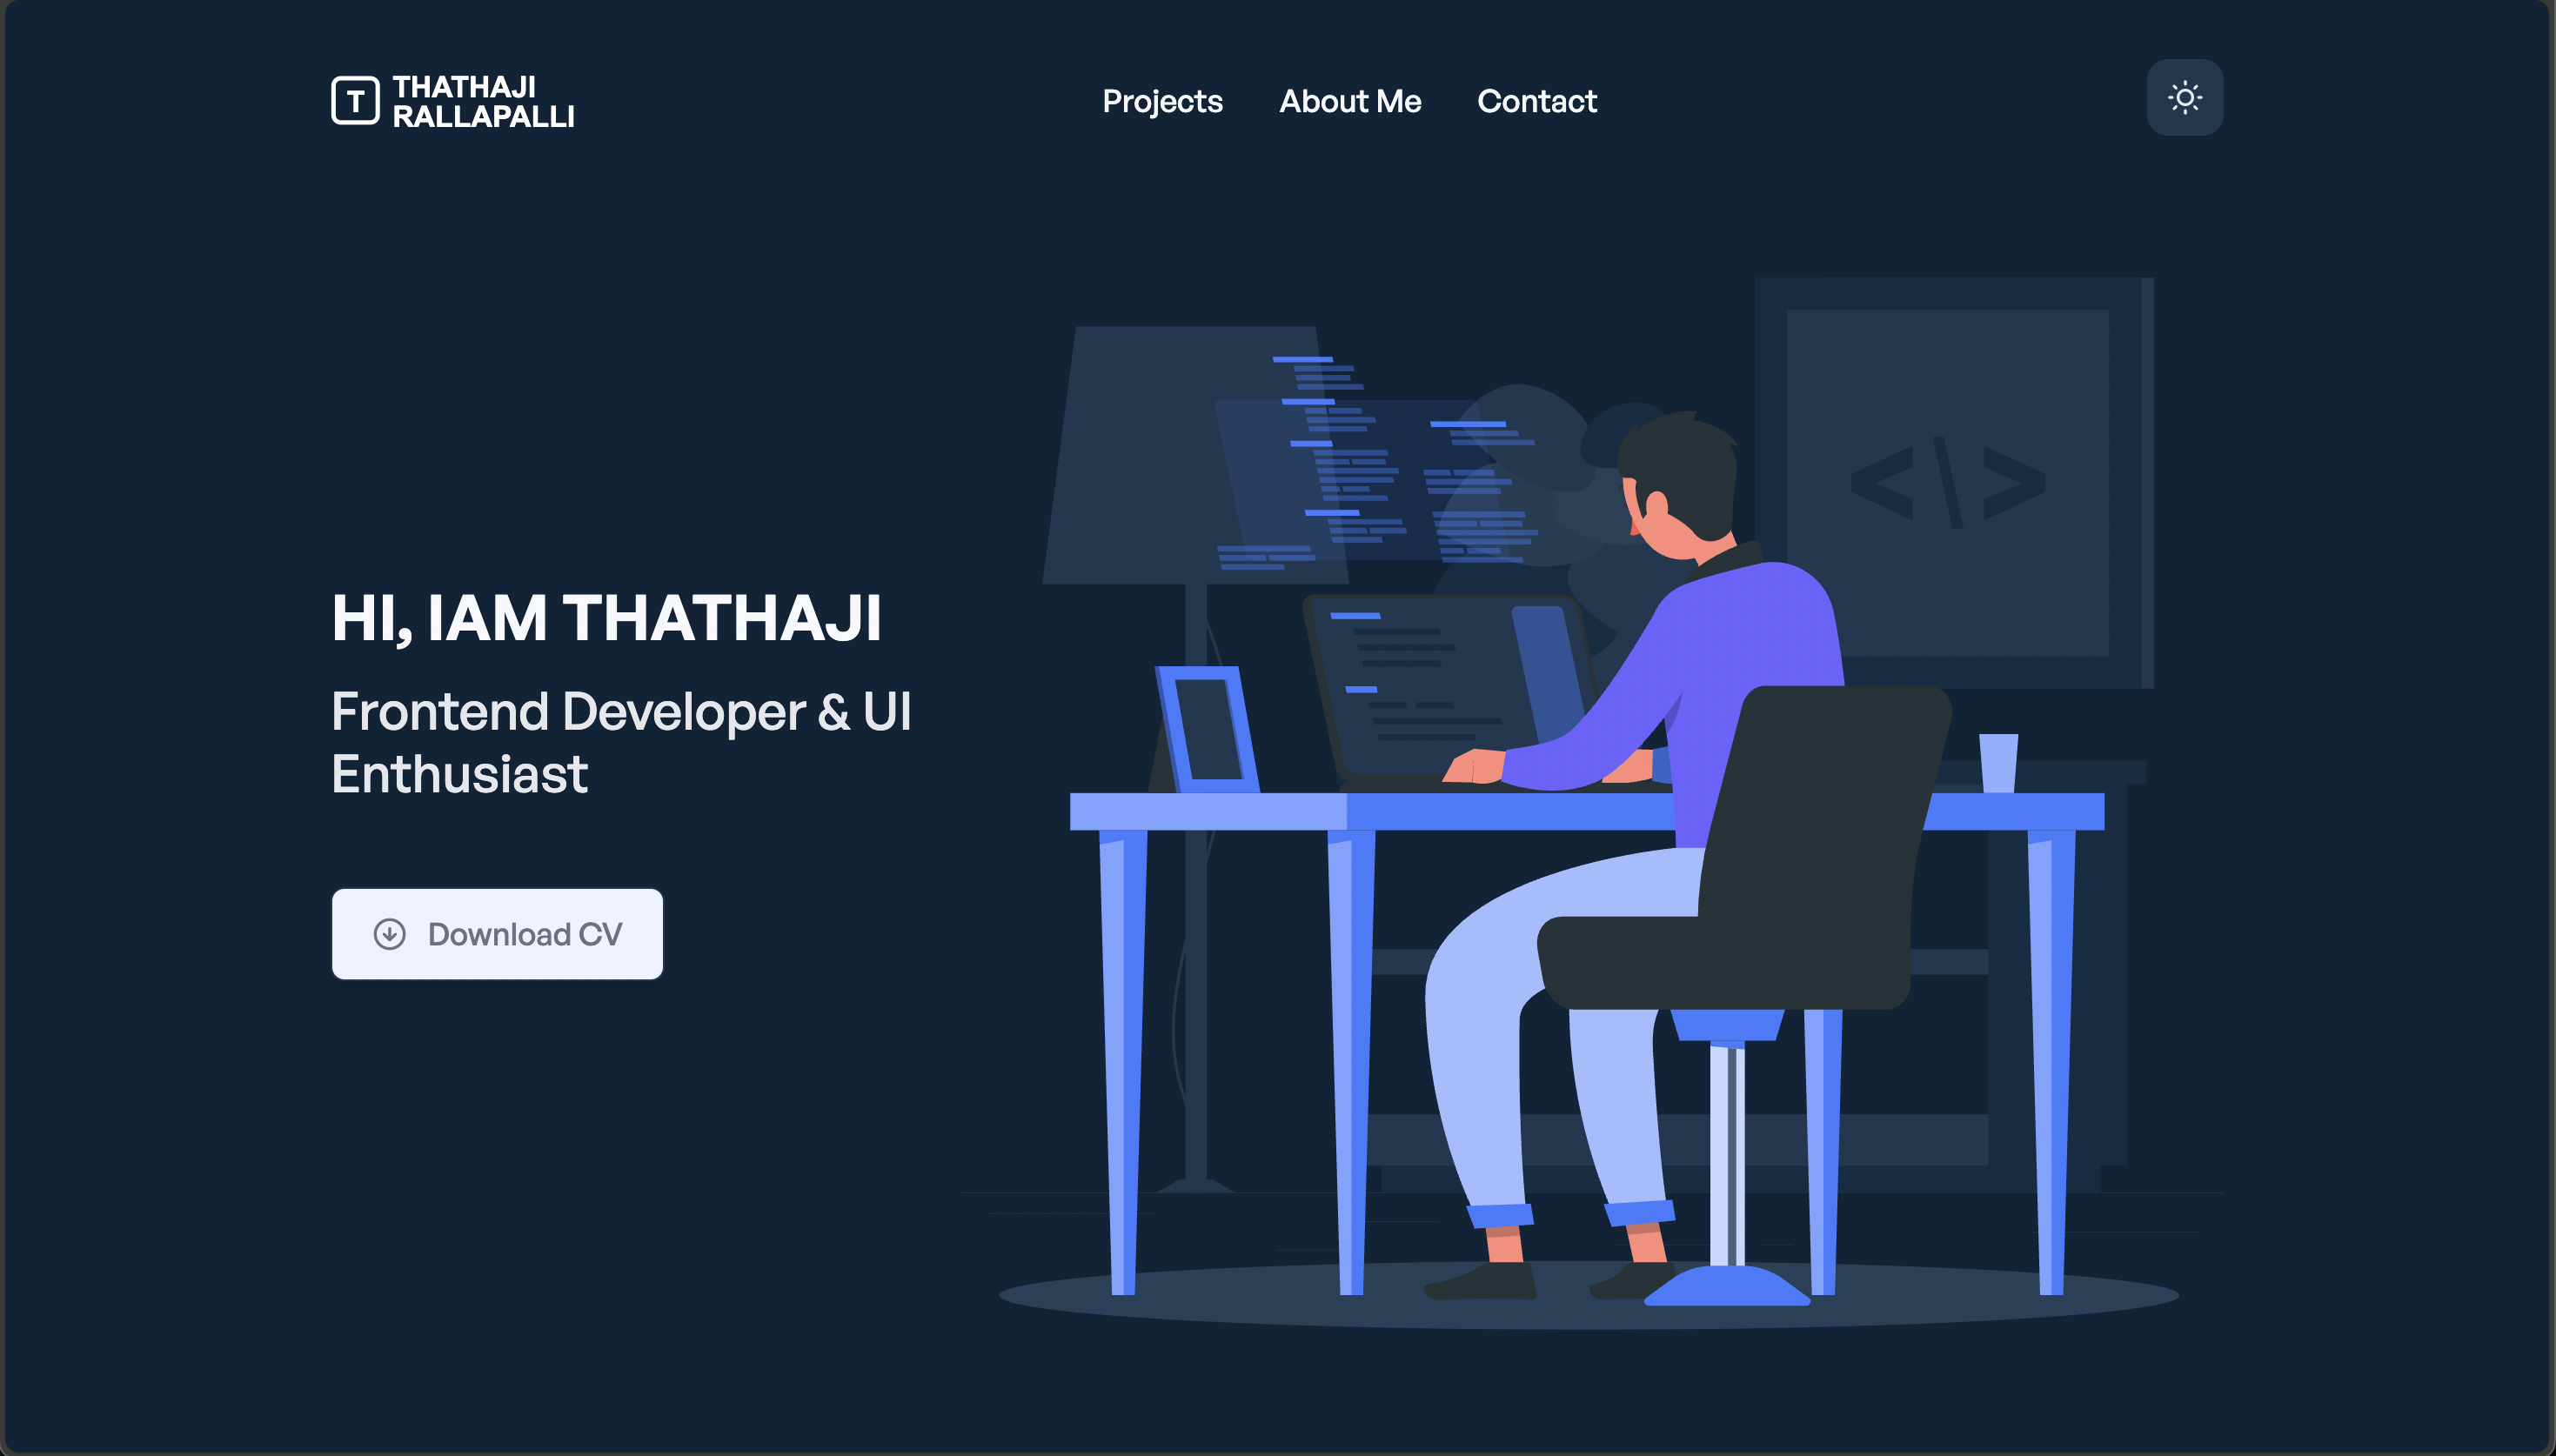 T
THATHAJI
RALLAPALLI
Projects
About Me
Contact
<\>
HI, IAM THATHAJI
Frontend Developer & UI
Enthusiast
Download CV